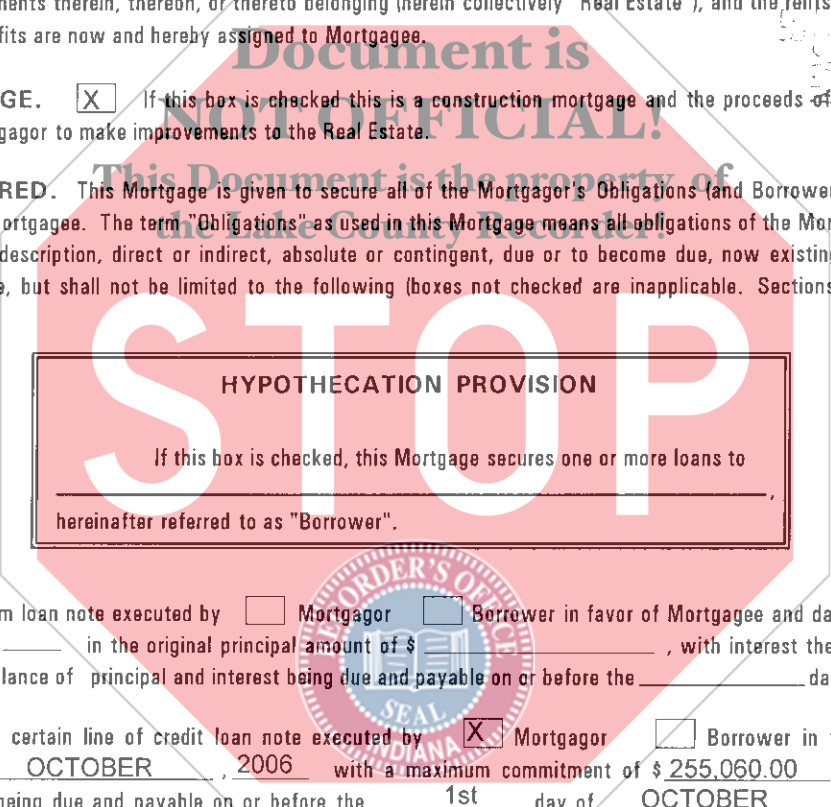 ments therein, thereon, or thereto belonging (herein collectively "Real Estate"), and the rents,
fits are now and hereby assigned to Mortgagee.
Document is
GE. X If this box is checked this is a construction mortgage and the proceeds of
NOT OFFICIAL!
gagor to make improvements to the Real Estate.
This Document is the property of
RED. This Mortgage is given to secure all of the Mortgagor's Obligations (and Borrower
ortgagee. The term "Obligations" as used in this Mortgage means all obligations of the Mor
the Lake County Recorder!
description, direct or indirect, absolute or contingent, due or to become due, now existing
e, but shall not be limited to the following (boxes not checked are inapplicable. Sections
STOP
HYPOTHECATION PROVISION
If this box is checked, this Mortgage secures one or more loans to
,
hereinafter referred to as "Borrower".
RECORDER'S OFFICE
m loan note executed by Mortgagor Borrower in favor of Mortgagee and da
in the original principal amount of $ , with interest the
lance of principal and interest being due and payable on or before the da
SEAL
INDIANA
certain line of credit loan note executed by X Mortgagor Borrower in
OCTOBER , 2006 with a maximum commitment of $ 255,060.00
being due and payable on or before the 1st day of OCTOBER